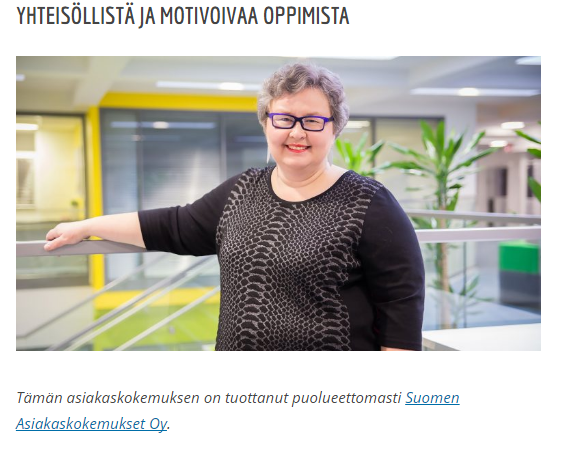 YHTEISÖLLISTÄ JA MOTIVOIVAA OPPIMISTA
Tämän asiakaskokemuksen on tuottanut puolueettomasti Suomen
Asiakaskokemukset Oy.